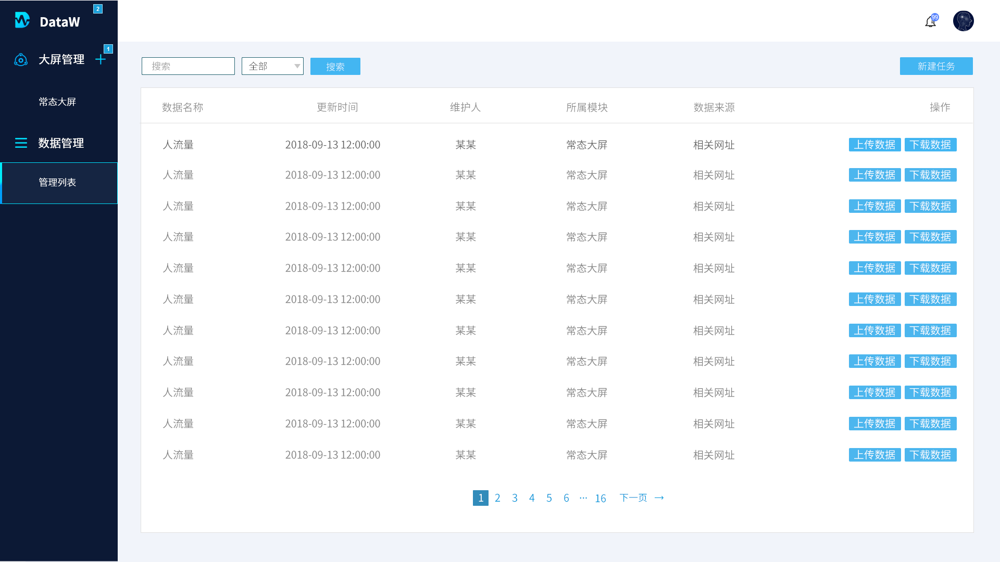 DataW
2
大屏管理
1
常态大屏
数据管理
管理列表
99
搜索 全部 搜索 新建任务
数据名称 更新时间 维护人 所属模块 数据来源 操作
人流量 2018-09-13 12:00:00 某某 常态大屏 相关网址 上传数据 下载数据
人流量 2018-09-13 12:00:00 某某 常态大屏 相关网址 上传数据 下载数据
人流量 2018-09-13 12:00:00 某某 常态大屏 相关网址 上传数据 下载数据
人流量 2018-09-13 12:00:00 某某 常态大屏 相关网址 上传数据 下载数据
人流量 2018-09-13 12:00:00 某某 常态大屏 相关网址 上传数据 下载数据
人流量 2018-09-13 12:00:00 某某 常态大屏 相关网址 上传数据 下载数据
人流量 2018-09-13 12:00:00 某某 常态大屏 相关网址 上传数据 下载数据
人流量 2018-09-13 12:00:00 某某 常态大屏 相关网址 上传数据 下载数据
人流量 2018-09-13 12:00:00 某某 常态大屏 相关网址 上传数据 下载数据
人流量 2018-09-13 12:00:00 某某 常态大屏 相关网址 上传数据 下载数据
人流量 2018-09-13 12:00:00 某某 常态大屏 相关网址 上传数据 下载数据
1 2 3 4 5 6 ··· 16 下一页 →